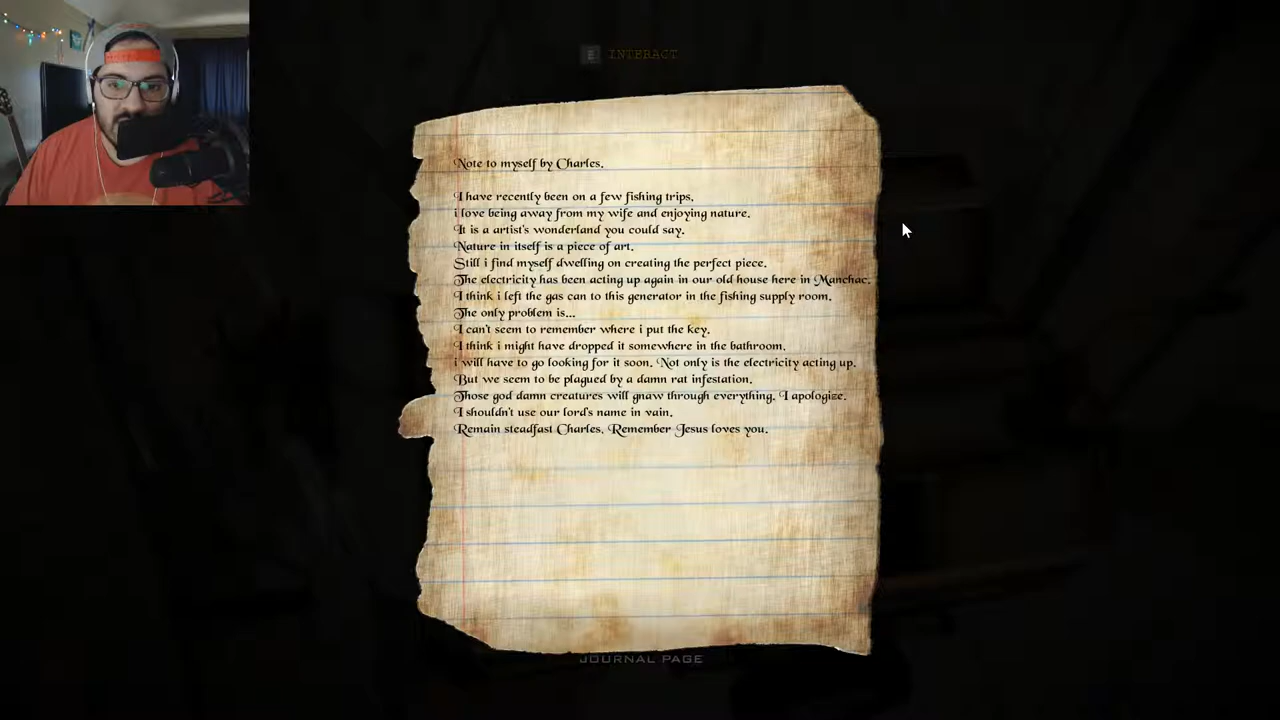 E INTERACT
Note to myself by Charles.
I have recently been on a few fishing trips.
i love being away from my wife and enjoying nature.
It is a artist's wonderland you could say.
Nature in itself is a piece of art.
Still i find myself dwelling on creating the perfect piece.
The electricity has been acting up again in our old house here in Manchac.
I think i left the gas can to this generator in the fishing supply room.
The only problem is...
I can't seem to remember where i put the key.
I think i might have dropped it somewhere in the bathroom.
i will have to go looking for it soon. Not only is the electricity acting up.
But we seem to be plagued by a damn rat infestation.
Those god damn creatures will gnaw through everything. I apologize.
I shouldn't use our lord's name in vain.
Remain steadfast Charles. Remember Jesus loves you.
JOURNAL PAGE